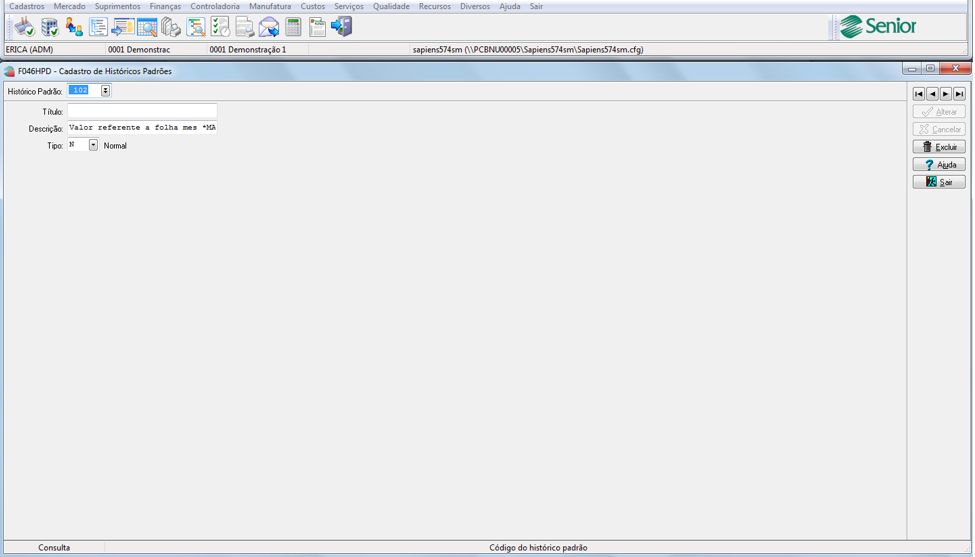 Cadastros Mercado Suprimentos Finanças Controladoria Manufatura Custos Serviços Qualidade Recursos Diversos Ajuda Sair
Senior
ERICA (ADM) 0001 Demonstrac 0001 Demonstração 1 sapiens574sm (\\PCBNU00005\Sapiens574sm\Sapiens574sm.cfg)
F046HPD - Cadastro de Históricos Padrões
Histórico Padrão: 102
Título:
Descrição: Valor referente a folha mes *MA
Tipo: N Normal
Alterar
Cancelar
Excluir
Ajuda
Sair
Consulta Código do histórico padrão